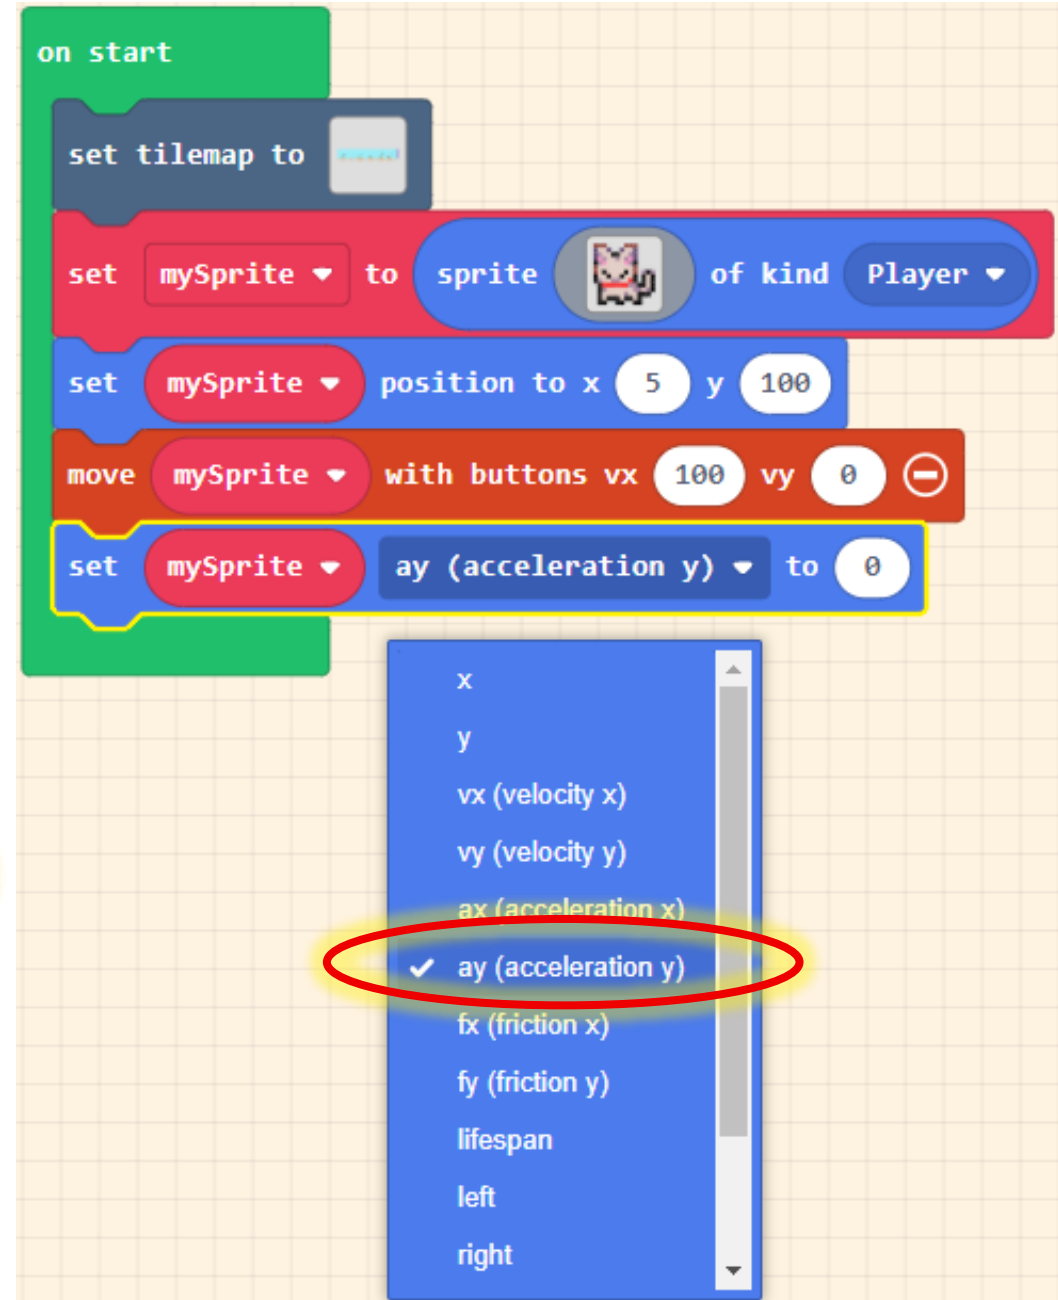 on start
set tilemap to
set mySprite to sprite of kind Player
set mySprite position to x 5 y 100
move mySprite with buttons vx 100 vy 0
set mySprite ay (acceleration y) to 0
x
y
vx (velocity x)
vy (velocity y)
ax (acceleration x)
ay (acceleration y)
fx (friction x)
fy (friction y)
lifespan
left
right